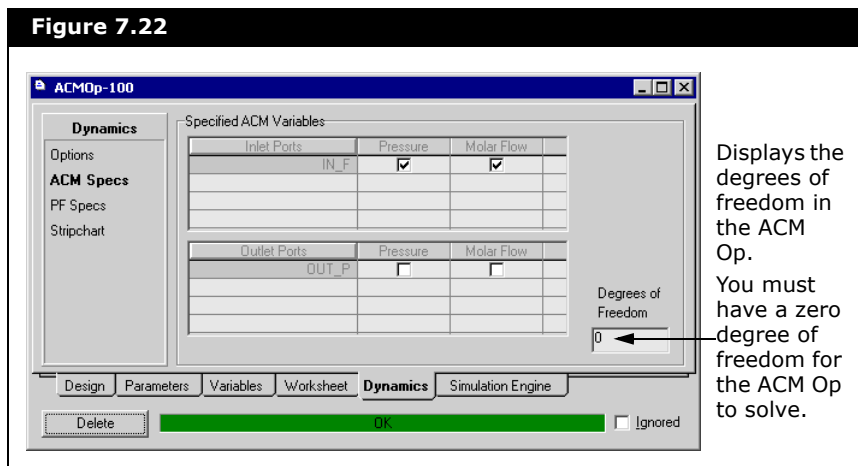 Figure 7.22
ACMOp-100
Dynamics
Options
ACM Specs
PF Specs
Stripchart
Specified ACM Variables
Inlet Ports Pressure Molar Flow
IN_F
Outlet Ports Pressure Molar Flow
OUT_P
Degrees of
Freedom
0
Design Parameters Variables Worksheet Dynamics Simulation Engine
Delete OK Ignored
Displays the
degrees of
freedom in
the ACM
Op.
You must
have a zero
degree of
freedom for
the ACM Op
to solve.